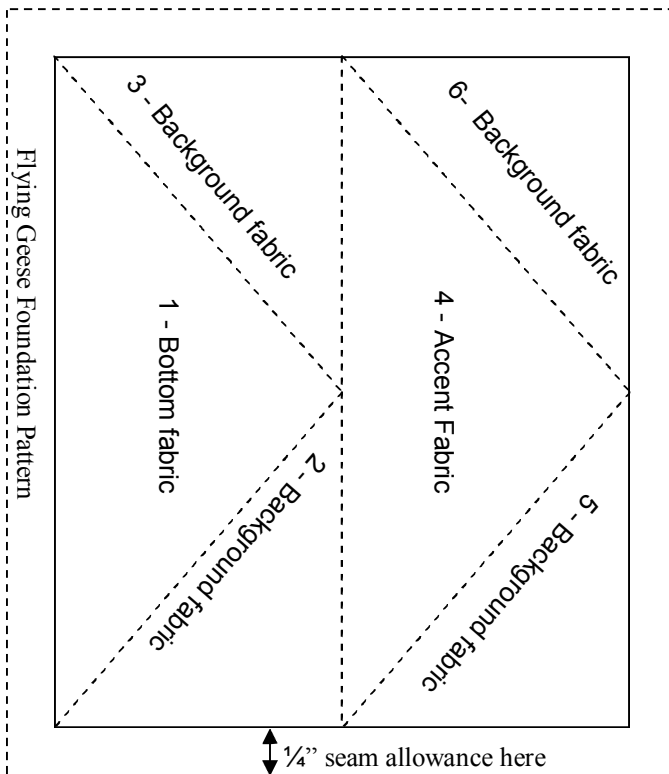 Flying Geese Foundation Pattern
3 - Background fabric
6- Background fabric
1 - Bottom fabric
4 - Accent Fabric
2 - Background fabric
5 - Background fabric
¼” seam allowance here